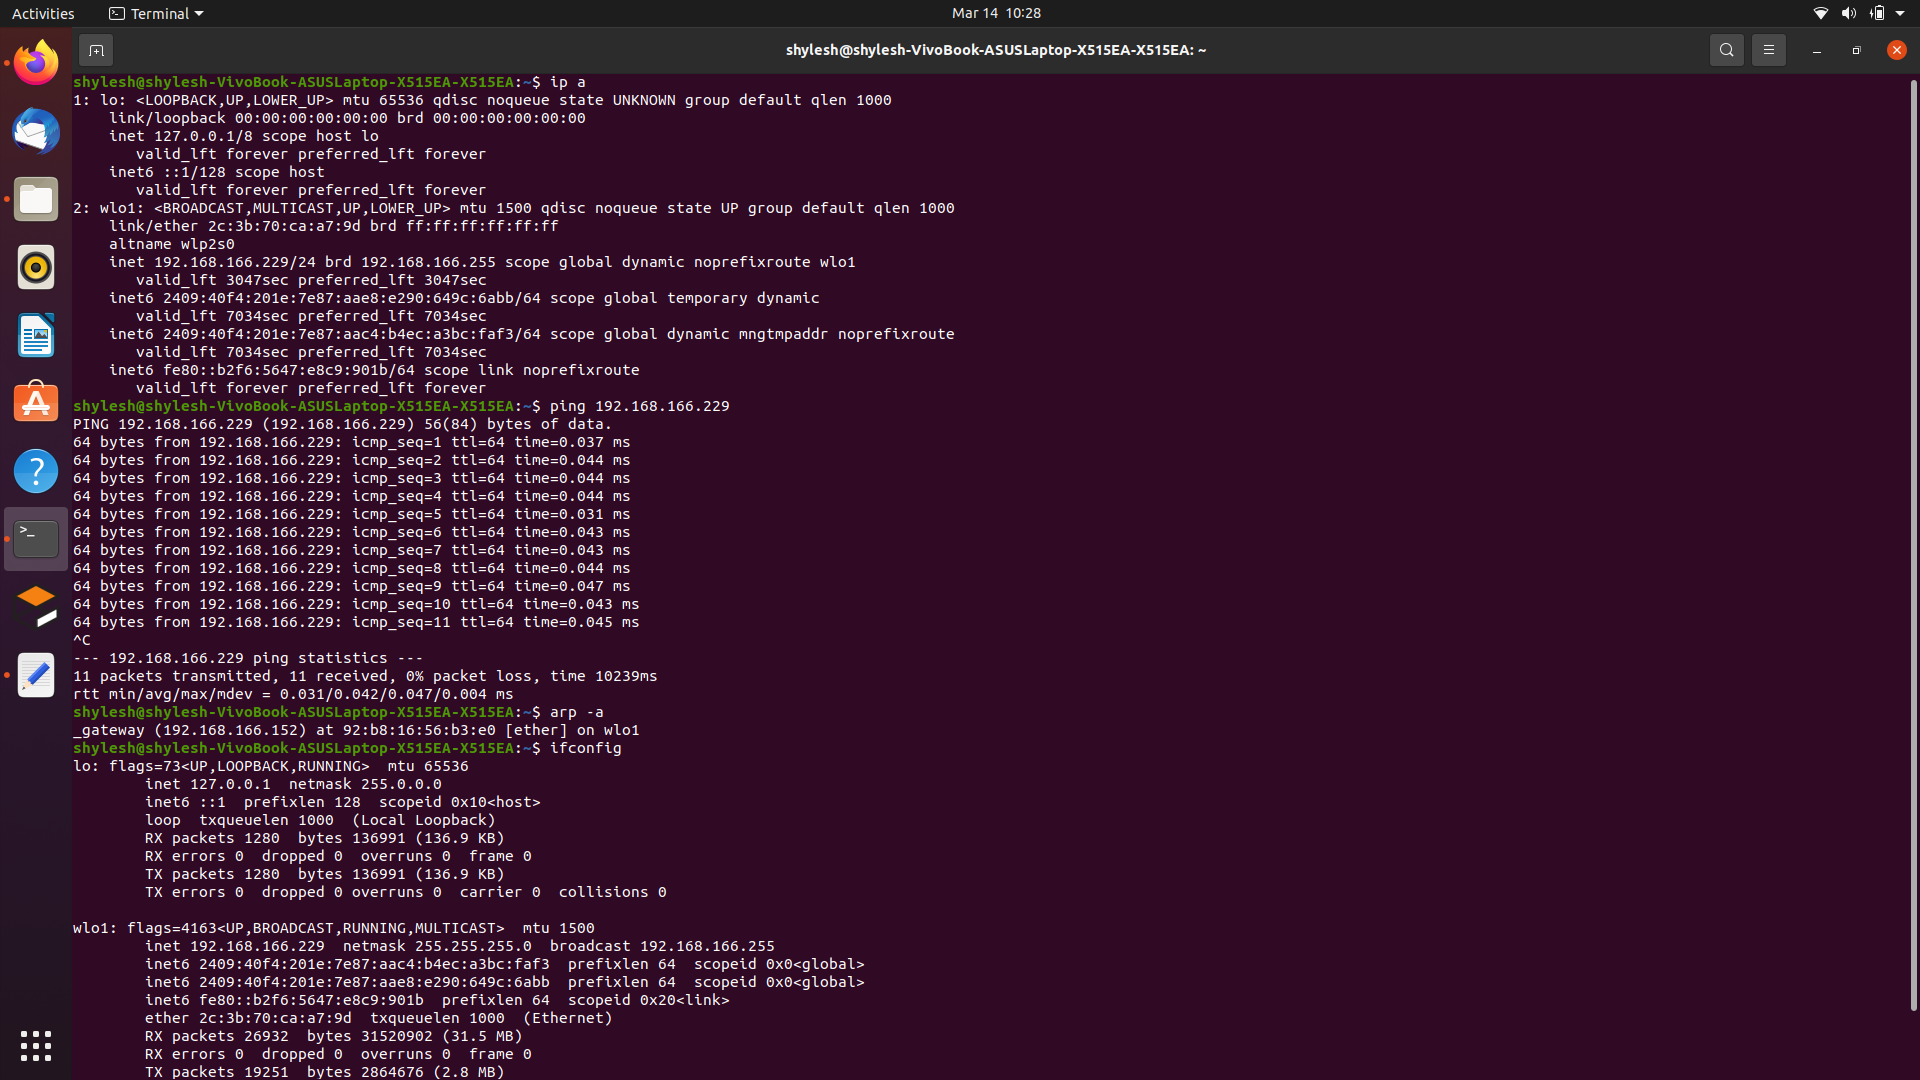 Activities
Terminal
Mar 14 10:28
shylesh@shylesh-VivoBook-ASUSLaptop-X515EA-X515EA: ~
shylesh@shylesh-VivoBook-ASUSLaptop-X515EA-X515EA:~$ ip a
1: lo: <LOOPBACK,UP,LOWER_UP> mtu 65536 qdisc noqueue state UNKNOWN group default qlen 1000
    link/loopback 00:00:00:00:00:00 brd 00:00:00:00:00:00
    inet 127.0.0.1/8 scope host lo
       valid_lft forever preferred_lft forever
    inet6 ::1/128 scope host
       valid_lft forever preferred_lft forever
2: wlo1: <BROADCAST,MULTICAST,UP,LOWER_UP> mtu 1500 qdisc noqueue state UP group default qlen 1000
    link/ether 2c:3b:70:ca:a7:9d brd ff:ff:ff:ff:ff:ff
    altname wlp2s0
    inet 192.168.166.229/24 brd 192.168.166.255 scope global dynamic noprefixroute wlo1
       valid_lft 3047sec preferred_lft 3047sec
    inet6 2409:40f4:201e:7e87:aae8:e290:649c:6abb/64 scope global temporary dynamic
       valid_lft 7034sec preferred_lft 7034sec
    inet6 2409:40f4:201e:7e87:aac4:b4ec:a3bc:faf3/64 scope global dynamic mngtmpaddr noprefixroute
       valid_lft 7034sec preferred_lft 7034sec
    inet6 fe80::b2f6:5647:e8c9:901b/64 scope link noprefixroute
       valid_lft forever preferred_lft forever
shylesh@shylesh-VivoBook-ASUSLaptop-X515EA-X515EA:~$ ping 192.168.166.229
PING 192.168.166.229 (192.168.166.229) 56(84) bytes of data.
64 bytes from 192.168.166.229: icmp_seq=1 ttl=64 time=0.037 ms
64 bytes from 192.168.166.229: icmp_seq=2 ttl=64 time=0.044 ms
64 bytes from 192.168.166.229: icmp_seq=3 ttl=64 time=0.044 ms
64 bytes from 192.168.166.229: icmp_seq=4 ttl=64 time=0.044 ms
64 bytes from 192.168.166.229: icmp_seq=5 ttl=64 time=0.031 ms
64 bytes from 192.168.166.229: icmp_seq=6 ttl=64 time=0.043 ms
64 bytes from 192.168.166.229: icmp_seq=7 ttl=64 time=0.043 ms
64 bytes from 192.168.166.229: icmp_seq=8 ttl=64 time=0.044 ms
64 bytes from 192.168.166.229: icmp_seq=9 ttl=64 time=0.047 ms
64 bytes from 192.168.166.229: icmp_seq=10 ttl=64 time=0.043 ms
64 bytes from 192.168.166.229: icmp_seq=11 ttl=64 time=0.045 ms
^C
--- 192.168.166.229 ping statistics ---
11 packets transmitted, 11 received, 0% packet loss, time 10239ms
rtt min/avg/max/mdev = 0.031/0.042/0.047/0.004 ms
shylesh@shylesh-VivoBook-ASUSLaptop-X515EA-X515EA:~$ arp -a
_gateway (192.168.166.152) at 92:b8:16:56:b3:e0 [ether] on wlo1
shylesh@shylesh-VivoBook-ASUSLaptop-X515EA-X515EA:~$ ifconfig
lo: flags=73<UP,LOOPBACK,RUNNING>  mtu 65536
        inet 127.0.0.1  netmask 255.0.0.0
        inet6 ::1  prefixlen 128  scopeid 0x10<host>
        loop  txqueuelen 1000  (Local Loopback)
        RX packets 1280  bytes 136991 (136.9 KB)
        RX errors 0  dropped 0  overruns 0  frame 0
        TX packets 1280  bytes 136991 (136.9 KB)
        TX errors 0  dropped 0 overruns 0  carrier 0  collisions 0

wlo1: flags=4163<UP,BROADCAST,RUNNING,MULTICAST>  mtu 1500
        inet 192.168.166.229  netmask 255.255.255.0  broadcast 192.168.166.255
        inet6 2409:40f4:201e:7e87:aac4:b4ec:a3bc:faf3  prefixlen 64  scopeid 0x0<global>
        inet6 2409:40f4:201e:7e87:aae8:e290:649c:6abb  prefixlen 64  scopeid 0x0<global>
        inet6 fe80::b2f6:5647:e8c9:901b  prefixlen 64  scopeid 0x20<link>
        ether 2c:3b:70:ca:a7:9d  txqueuelen 1000  (Ethernet)
        RX packets 26932  bytes 31520902 (31.5 MB)
        RX errors 0  dropped 0  overruns 0  frame 0
        TX packets 19251  bytes 2864676 (2.8 MB)